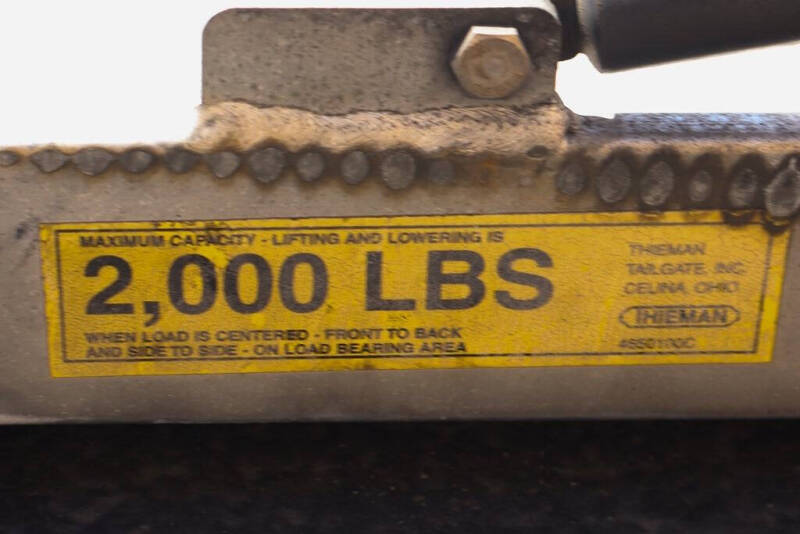 MAXIMUM CAPACITY - LIFTING AND LOWERING IS
2,000 LBS
WHEN LOAD IS CENTERED - FRONT TO BACK
AND SIDE TO SIDE - ON LOAD BEARING AREA
THIEMAN
TAILGATE, INC.
CELINA, OHIO
THIEMAN